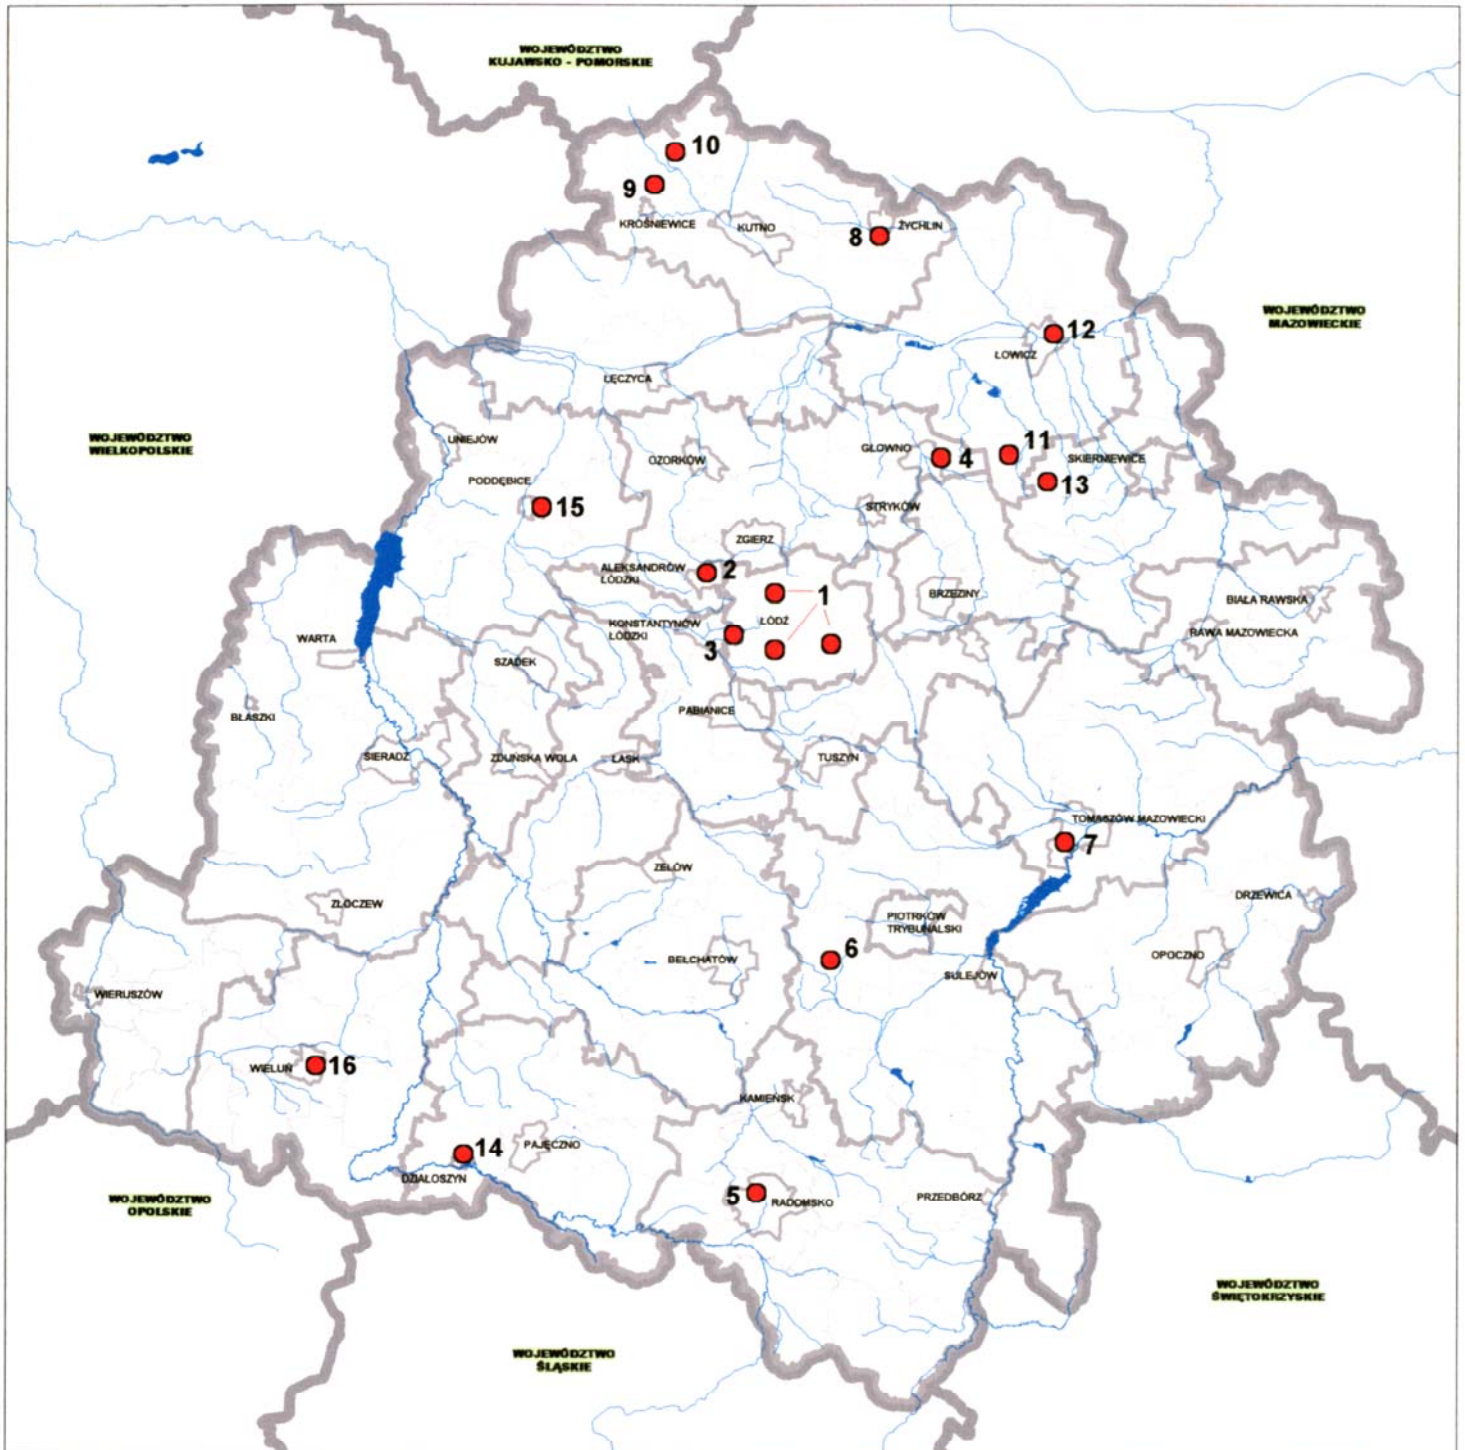 WOJEWÓDZTWO
KUJAWSKO - POMORSKIE
10
9
KROŚNIEWICE
KUTNO
8
ŻYCHLIN
WOJEWÓDZTWO
MAZOWIECKIE
12
ŁOWICZ
ŁĘCZYCA
WOJEWÓDZTWO
WIELKOPOLSKIE
UNIEJÓW
OZORKÓW
GŁOWNO
4
11
SKIERNIEWICE
PODDĘBICE
15
13
STRYKÓW
ZGIERZ
ALEKSANDRÓW
ŁÓDZKI
2
1
BRZEZINY
BIAŁA RAWSKA
KONSTANTYNÓW
ŁÓDZKI
ŁÓDŹ
RAWA MAZOWIECKA
WARTA
3
SZADEK
BŁASZKI
PABIANICE
SIERADZ
ZDUŃSKA WOLA
ŁASK
TUSZYN
TOMASZÓW MAZOWIECKI
7
ZELÓW
DRZEWICA
ZŁOCZEW
PIOTRKÓW
TRYBUNALSKI
6
BEŁCHATÓW
OPOCZNO
SULEJÓW
WIERUSZÓW
WIELUŃ
16
KAMIEŃSK
14
PAJĘCZNO
DZIAŁOSZYN
5
RADOMSKO
PRZEDBÓRZ
WOJEWÓDZTWO
OPOLSKIE
WOJEWÓDZTWO
ŚWIĘTOKRZYSKIE
WOJEWÓDZTWO
ŚLĄSKIE